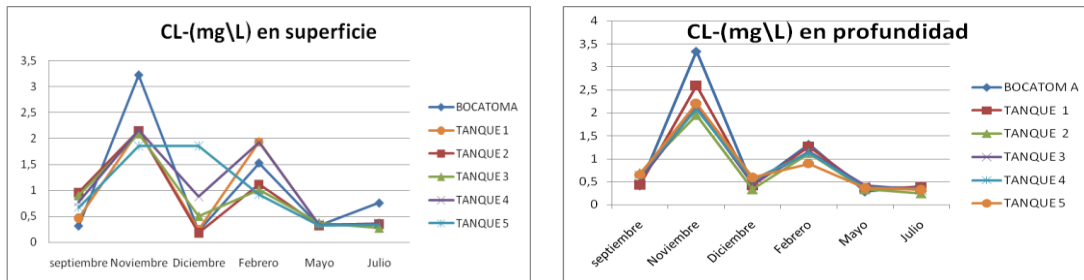 CL-(mg\L) en superficie
3,5
3
2,5
2
1,5
1
0,5
0
septiembre Noviembre Diciembre Febrero Mayo Julio
BOCATOMA
TANQUE 1
TANQUE 2
TANQUE 3
TANQUE 4
TANQUE 5
CL-(mg\L) en profundidad
4
3,5
3
2,5
2
1,5
1
0,5
0
septiembre Noviembre Diciembre Febrero Mayo Julio
BOCATOM A
TANQUE 1
TANQUE 2
TANQUE 3
TANQUE 4
TANQUE 5